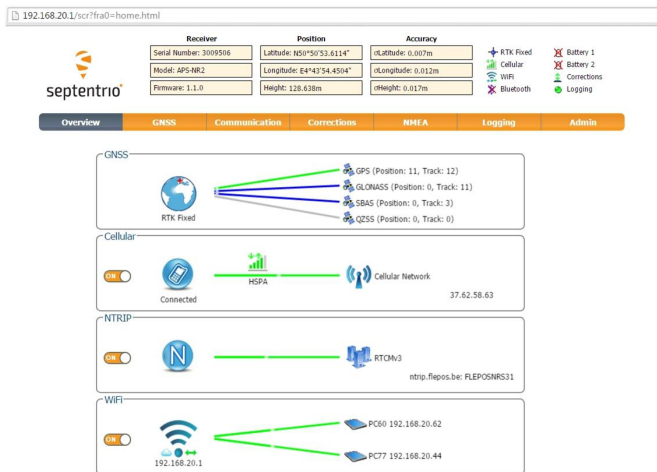 192.168.20.1/scr?fra0=home.html
septentrio
Receiver
Serial Number: 3009506
Model: APS-NR2
Firmware: 1.1.0
Position
Latitude: N50°50'53.6114"
Longitude: E4°43'54.4504"
Height: 128.638m
Accuracy
σLatitude: 0.007m
σLongitude: 0.012m
σHeight: 0.017m
RTK Fixed
Cellular
WiFi
Bluetooth
Battery 1
Battery 2
Corrections
Logging
Overview GNSS Communication Corrections NMEA Logging Admin
GNSS
RTK Fixed
GPS (Position: 11, Track: 12)
GLONASS (Position: 0, Track: 11)
SBAS (Position: 0, Track: 3)
QZSS (Position: 0, Track: 0)
Cellular
ON
Connected
HSPA
Cellular Network
37.62.58.63
NTRIP
ON
N
RTCMv3
ntrip.flepos.be: FLEPOSNRS31
WiFi
ON
192.168.20.1
PC60 192.168.20.62
PC77 192.168.20.44